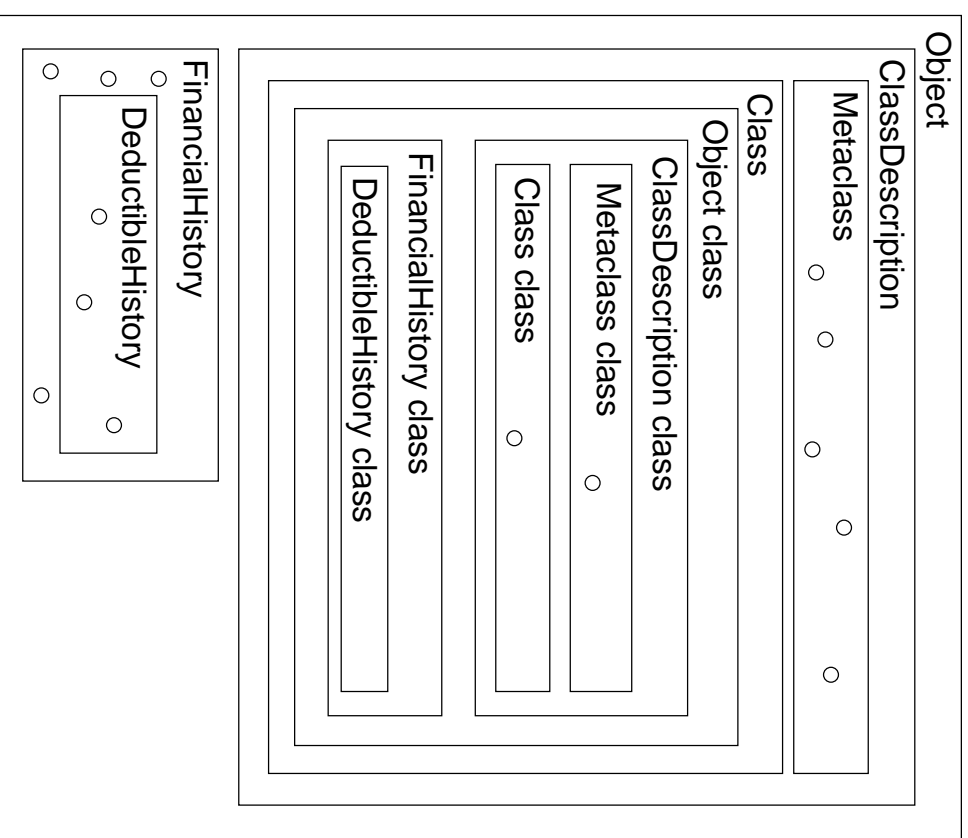 Object
ClassDescription
Metaclass
Class
Object class
ClassDescription class
Metaclass class
Class class
FinancialHistory class
DeductibleHistory class
FinancialHistory
DeductibleHistory